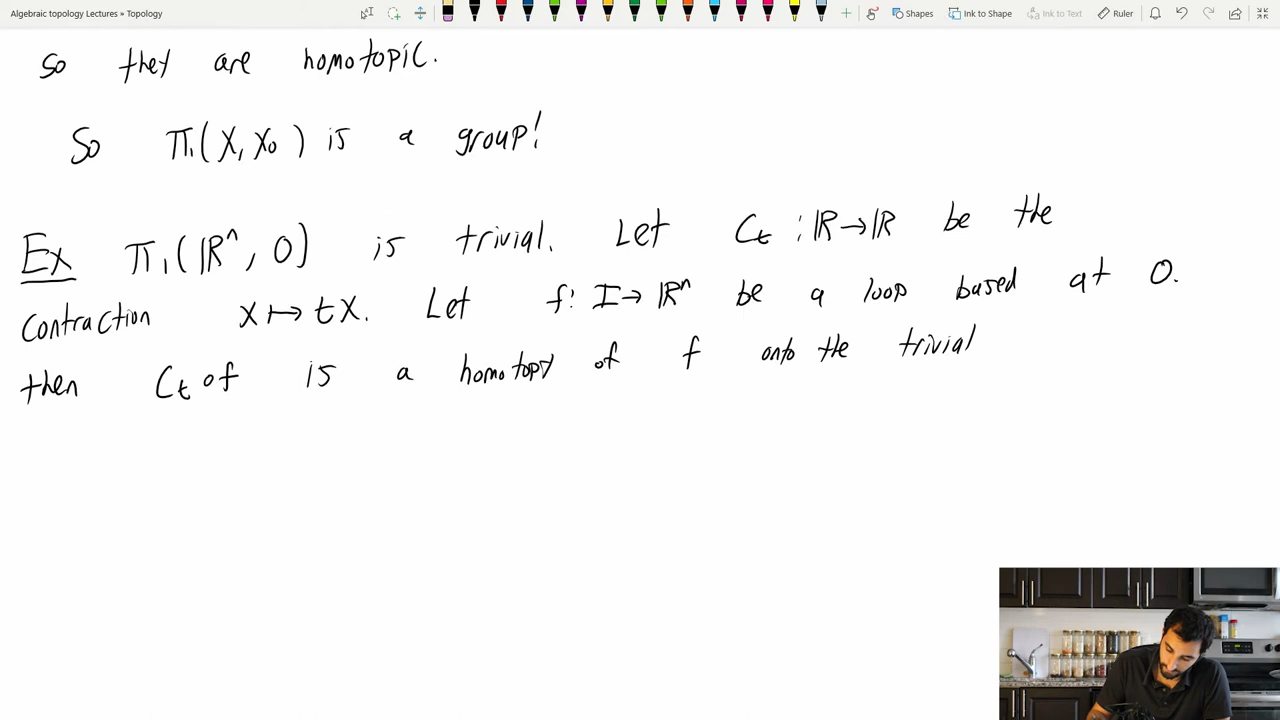 Algebraic topology Lectures » Topology
Shapes Ink to Shape Ink to Text Ruler
So they are homotopic.
So π₁(X, x₀) is a group!
Ex π₁(ℝⁿ, 0) is trivial. Let Cₜ : ℝ→ℝ be the
contraction x ↦ tx. Let f: I→ ℝⁿ be a loop based at 0.
then Cₜ∘f is a homotopy of f onto the trivial